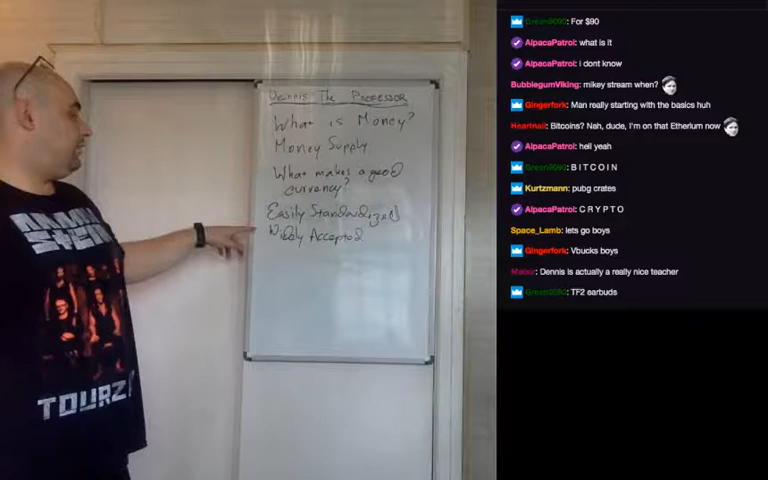 Dennis The Professor
What is Money?
Money Supply
What makes a good
currency?
Easily Standardized
Widely Accepted
TOURZ
Green9090: For $90
AlpacaPatrol: what is it
AlpacaPatrol: i dont know
BubblegumViking: mikey stream when?
Gingerfork: Man really starting with the basics huh
Heartnail: Bitcoins? Nah, dude, I'm on that Etherium now
AlpacaPatrol: hell yeah
Green9090: B I T C O I N
Kurtzmann: pubg crates
AlpacaPatrol: C R Y P T O
Space_Lamb: lets go boys
Gingerfork: Vbucks boys
Dennis is actually a really nice teacher
Green9090: TF2 earbuds